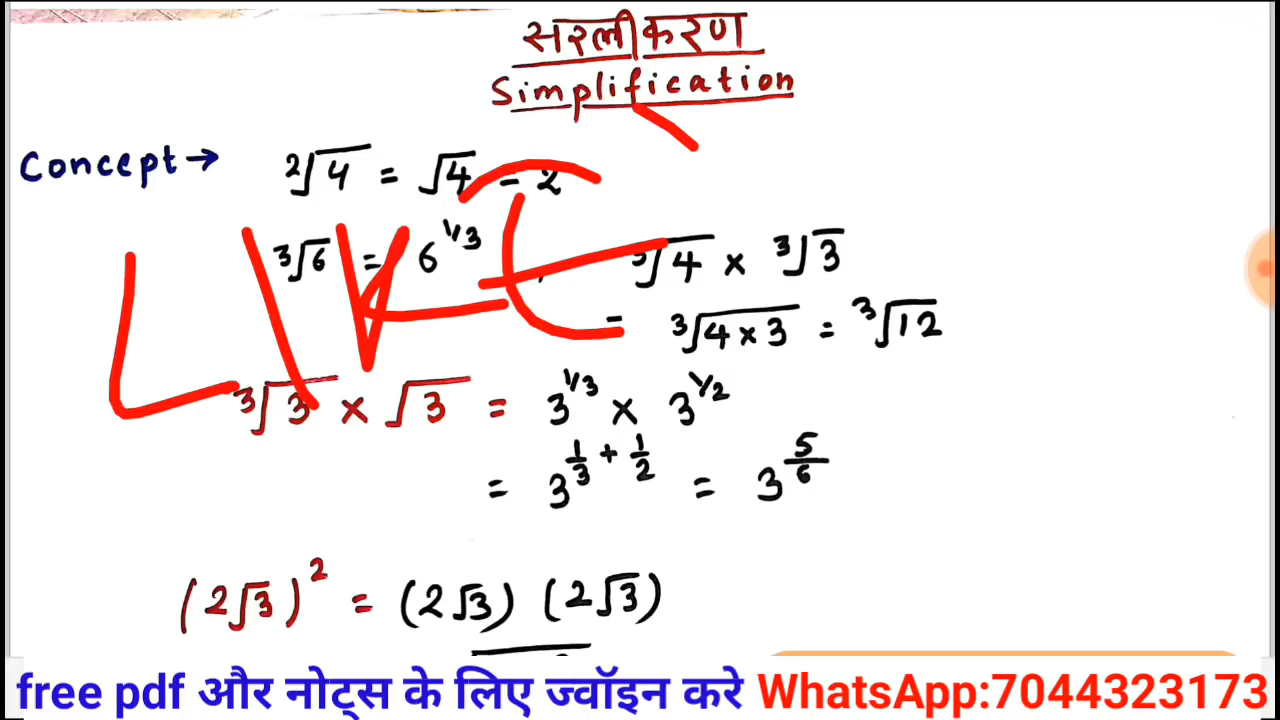 सरलीकरण
Simplification
Concept → ²√4 = √4 = 2
³√6 = 6^1/3 , ³√4 × ³√3
= ³√4×3 = ³√12
³√3 × √3 = 3^1/3 × 3^1/2
= 3^(1/3 + 1/2) = 3^5/6
(2√3)² = (2√3) (2√3)
free pdf और नोट्स के लिए ज्वॉइन करे WhatsApp:7044323173